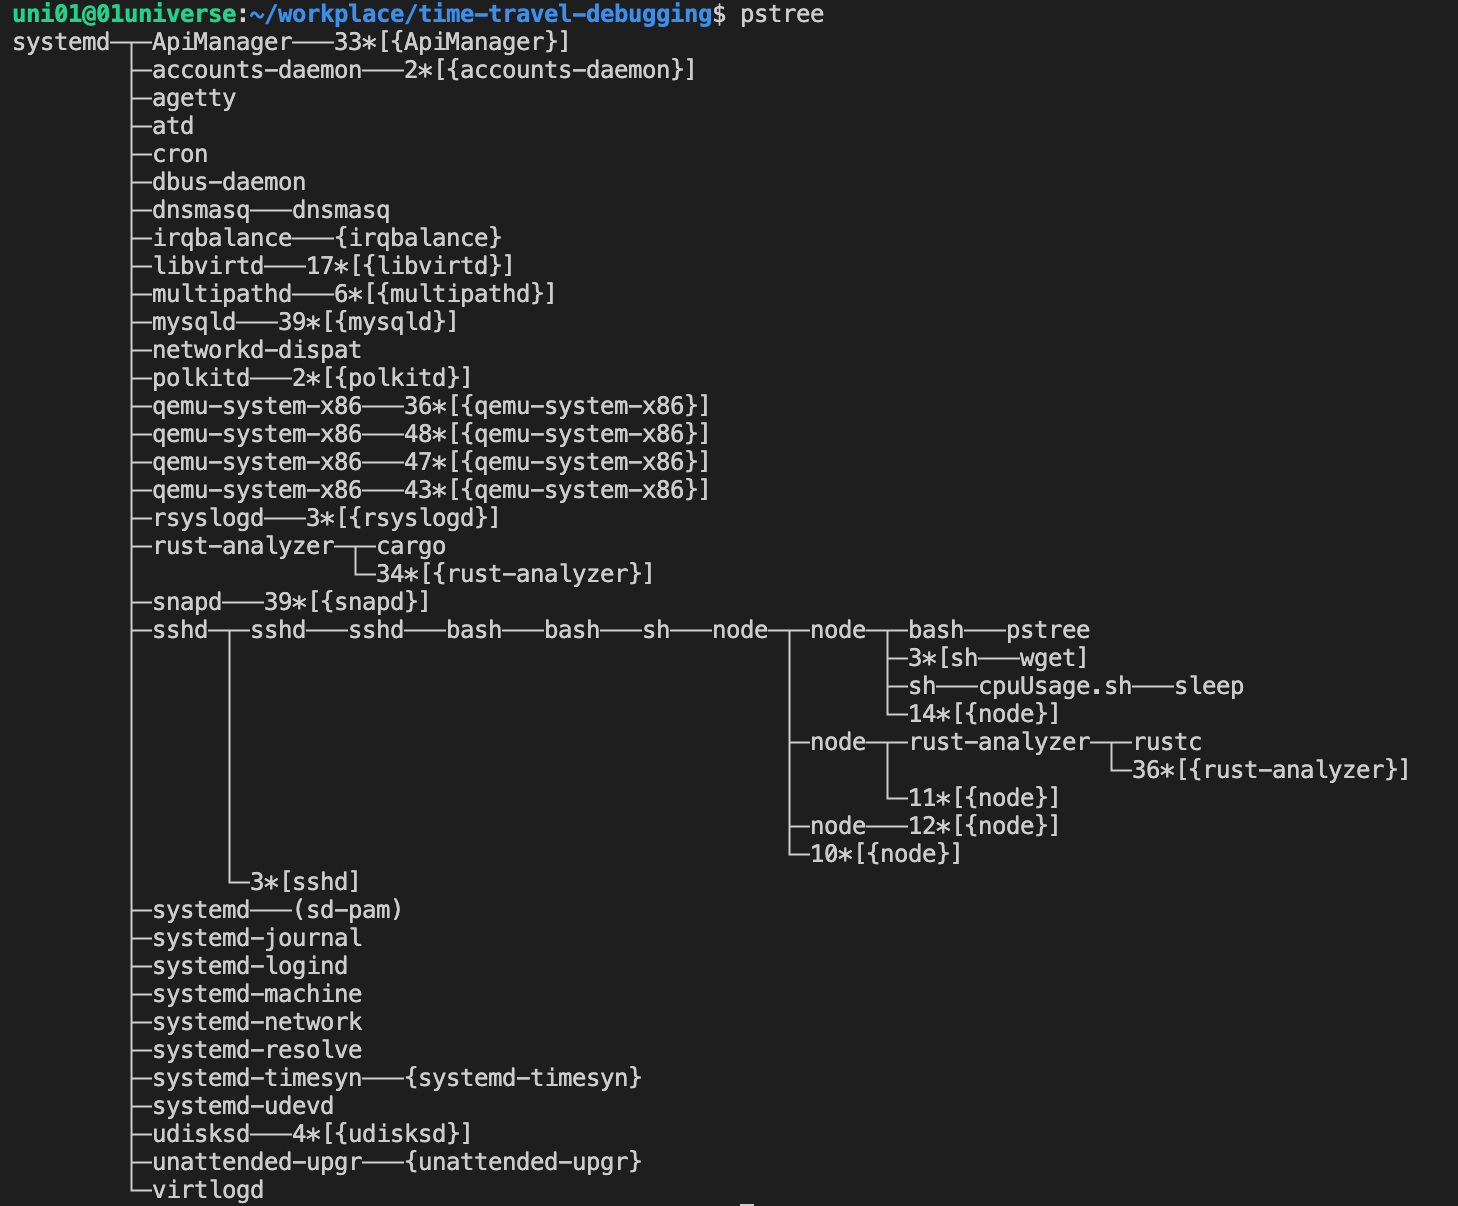 uni01@01universe:~/workplace/time-travel-debugging$ pstree
systemd─┬─ApiManager───33*[{ApiManager}]
        ├─accounts-daemon───2*[{accounts-daemon}]
        ├─agetty
        ├─atd
        ├─cron
        ├─dbus-daemon
        ├─dnsmasq───dnsmasq
        ├─irqbalance───{irqbalance}
        ├─libvirtd───17*[{libvirtd}]
        ├─multipathd───6*[{multipathd}]
        ├─mysqld───39*[{mysqld}]
        ├─networkd-dispat
        ├─polkitd───2*[{polkitd}]
        ├─qemu-system-x86───36*[{qemu-system-x86}]
        ├─qemu-system-x86───48*[{qemu-system-x86}]
        ├─qemu-system-x86───47*[{qemu-system-x86}]
        ├─qemu-system-x86───43*[{qemu-system-x86}]
        ├─rsyslogd───3*[{rsyslogd}]
        ├─rust-analyzer─┬─cargo
        │               └─34*[{rust-analyzer}]
        ├─snapd───39*[{snapd}]
        ├─sshd─┬─sshd───sshd───bash───bash───sh───node─┬─node─┬─bash───pstree
        │      │                                       │      ├─3*[sh───wget]
        │      │                                       │      ├─sh───cpuUsage.sh───sleep
        │      │                                       │      └─14*[{node}]
        │      │                                       ├─node─┬─rust-analyzer─┬─rustc
        │      │                                       │      │               └─36*[{rust-analyzer}]
        │      │                                       │      └─11*[{node}]
        │      │                                       ├─node───12*[{node}]
        │      │                                       └─10*[{node}]
        │      └─3*[sshd]
        ├─systemd───(sd-pam)
        ├─systemd-journal
        ├─systemd-logind
        ├─systemd-machine
        ├─systemd-network
        ├─systemd-resolve
        ├─systemd-timesyn───{systemd-timesyn}
        ├─systemd-udevd
        ├─udisksd───4*[{udisksd}]
        ├─unattended-upgr───{unattended-upgr}
        └─virtlogd